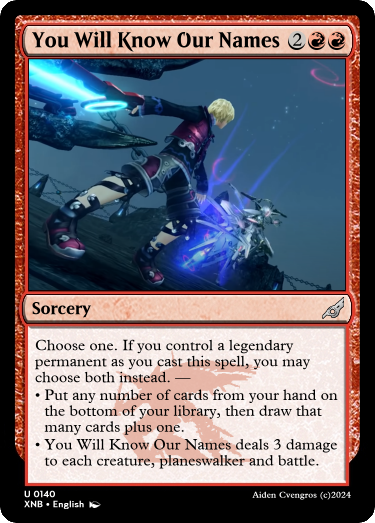 You Will Know Our Names 2
Sorcery
Choose one. If you control a legendary
permanent as you cast this spell, you may
choose both instead. —
• Put any number of cards from your hand on
the bottom of your library, then draw that
many cards plus one.
• You Will Know Our Names deals 3 damage
to each creature, planeswalker and battle.
U 0140
XNB • English
Aiden Cvengros (c)2024